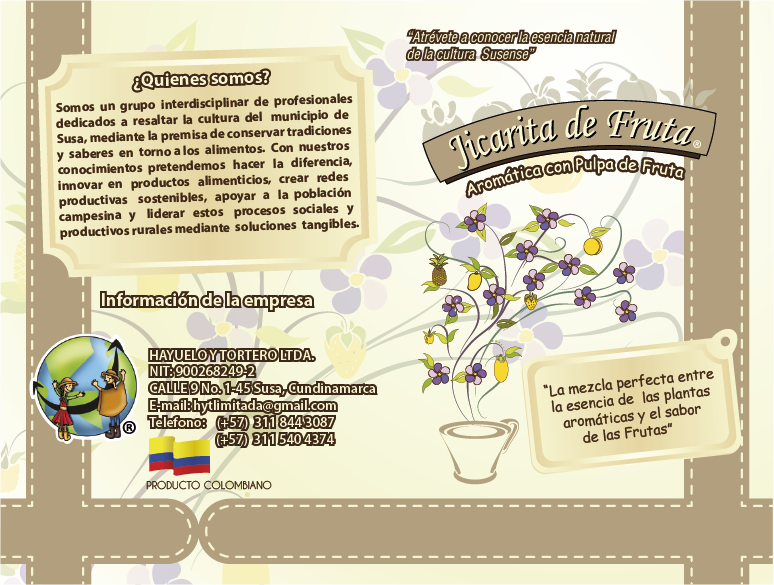 ¿Quienes somos?
Somos un grupo interdisciplinar de profesionales
dedicados a resaltar la cultura del municipio de
Susa, mediante la premisa de conservar tradiciones
y saberes en torno a los alimentos. Con nuestros
conocimientos pretendemos hacer la diferencia,
innovar en productos alimenticios, crear redes
productivas sostenibles, apoyar a la población
campesina y liderar estos procesos sociales y
productivos rurales mediante soluciones tangibles.
Información de la empresa
HAYUELO Y TORTERO LTDA.
NIT: 900268249-2
CALLE 9 No. 1-45 Susa, Cundinamarca
E-mail: hytlimitada@gmail.com
Telefono: (+57) 311 844 3087
(+57) 311 540 4374
®
PRODUCTO COLOMBIANO
“Atrévete a conocer la esencia natural
de la cultura Susense”
Jicarita de Fruta®
Aromática con Pulpa de Fruta
“La mezcla perfecta entre
la esencia de las plantas
aromáticas y el sabor
de las Frutas”